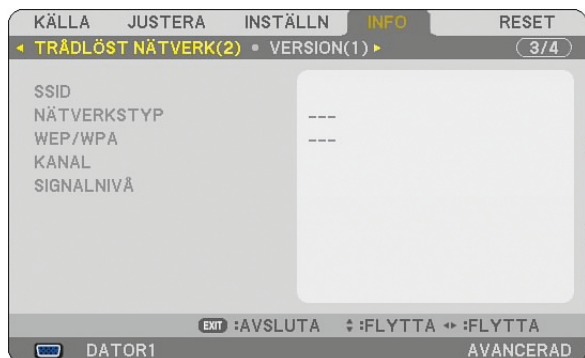 KÄLLA JUSTERA INSTÄLLN INFO RESET
TRÅDLÖST NÄTVERK(2) • VERSION(1) 3/4
SSID
NÄTVERKSTYP ---
WEP/WPA ---
KANAL
SIGNALNIVÅ
EXIT :AVSLUTA :FLYTTA :FLYTTA
DATOR1 AVANCERAD